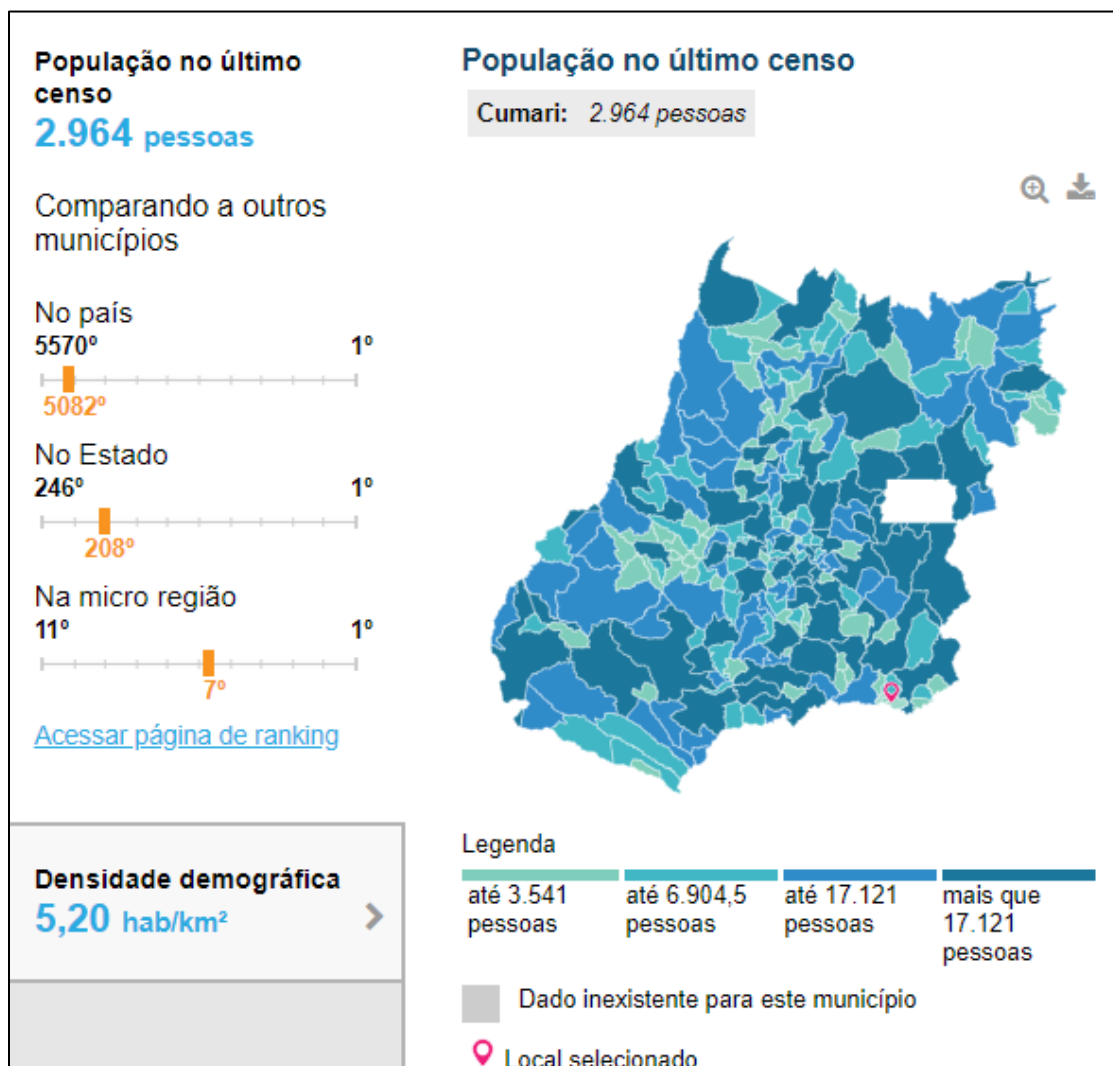 População no último
censo
2.964 pessoas
Comparando a outros
municípios
No país
5570º 1º
5082º
No Estado
246º 1º
208º
Na micro região
11º 1º
7º
Acessar página de ranking
Densidade demográfica
5,20 hab/km²
População no último censo
Cumari: 2.964 pessoas
Legenda
até 3.541
pessoas
até 6.904,5
pessoas
até 17.121
pessoas
mais que
17.121
pessoas
Dado inexistente para este município
Local selecionado